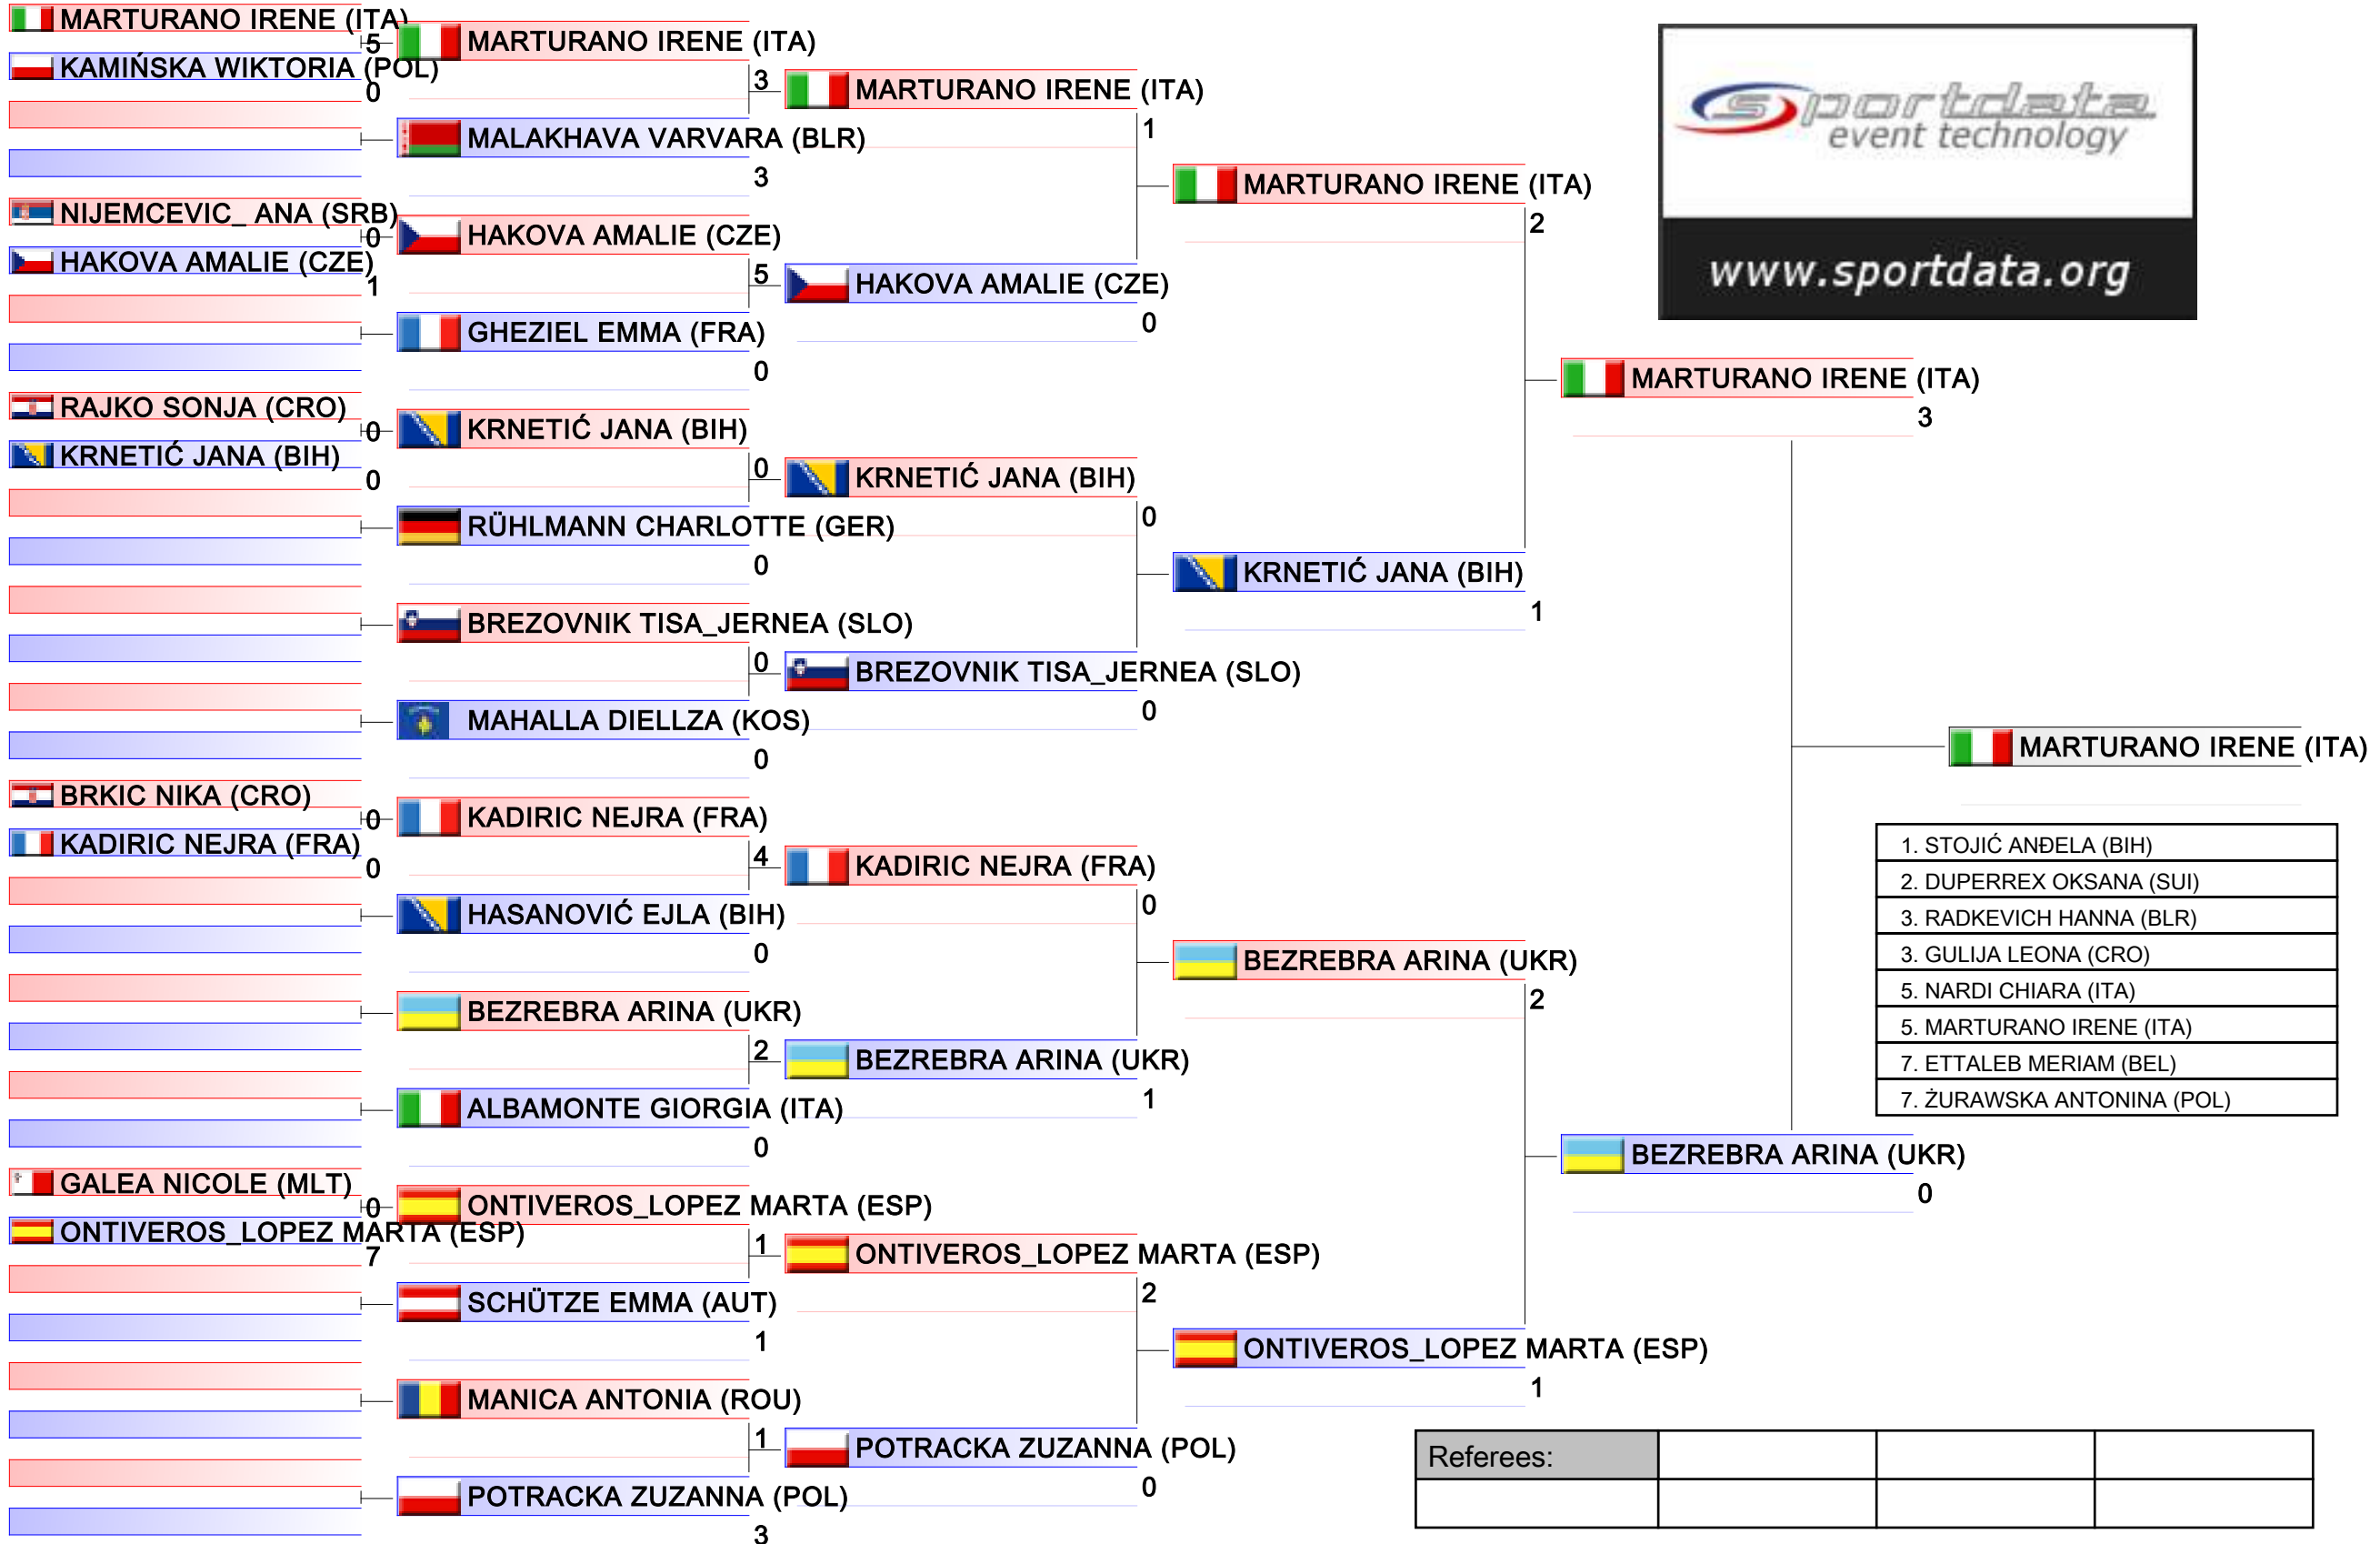 MARTURANO IRENE (ITA)
5
KAMIŃSKA WIKTORIA (POL)
0
NIJEMCEVIC_ ANA (SRB)
0
HAKOVA AMALIE (CZE)
1
RAJKO SONJA (CRO)
0
KRNETIĆ JANA (BIH)
0
BRKIC NIKA (CRO)
0
KADIRIC NEJRA (FRA)
0
GALEA NICOLE (MLT)
0
ONTIVEROS_LOPEZ MARTA (ESP)
7
MARTURANO IRENE (ITA)
3
MALAKHAVA VARVARA (BLR)
3
HAKOVA AMALIE (CZE)
5
GHEZIEL EMMA (FRA)
0
KRNETIĆ JANA (BIH)
0
RÜHLMANN CHARLOTTE (GER)
0
BREZOVNIK TISA_JERNEA (SLO)
0
MAHALLA DIELLZA (KOS)
0
KADIRIC NEJRA (FRA)
4
HASANOVIĆ EJLA (BIH)
0
BEZREBRA ARINA (UKR)
2
ALBAMONTE GIORGIA (ITA)
0
ONTIVEROS_LOPEZ MARTA (ESP)
1
SCHÜTZE EMMA (AUT)
1
MANICA ANTONIA (ROU)
1
POTRACKA ZUZANNA (POL)
3
MARTURANO IRENE (ITA)
1
HAKOVA AMALIE (CZE)
0
KRNETIĆ JANA (BIH)
0
BREZOVNIK TISA_JERNEA (SLO)
0
KADIRIC NEJRA (FRA)
0
BEZREBRA ARINA (UKR)
1
ONTIVEROS_LOPEZ MARTA (ESP)
2
POTRACKA ZUZANNA (POL)
0
MARTURANO IRENE (ITA)
2
KRNETIĆ JANA (BIH)
1
BEZREBRA ARINA (UKR)
2
ONTIVEROS_LOPEZ MARTA (ESP)
1
MARTURANO IRENE (ITA)
3
BEZREBRA ARINA (UKR)
0
MARTURANO IRENE (ITA)
sportdata
event technology
www.sportdata.org
1. STOJIĆ ANĐELA (BIH)
2. DUPERREX OKSANA (SUI)
3. RADKEVICH HANNA (BLR)
3. GULIJA LEONA (CRO)
5. NARDI CHIARA (ITA)
5. MARTURANO IRENE (ITA)
7. ETTALEB MERIAM (BEL)
7. ŻURAWSKA ANTONINA (POL)
Referees: